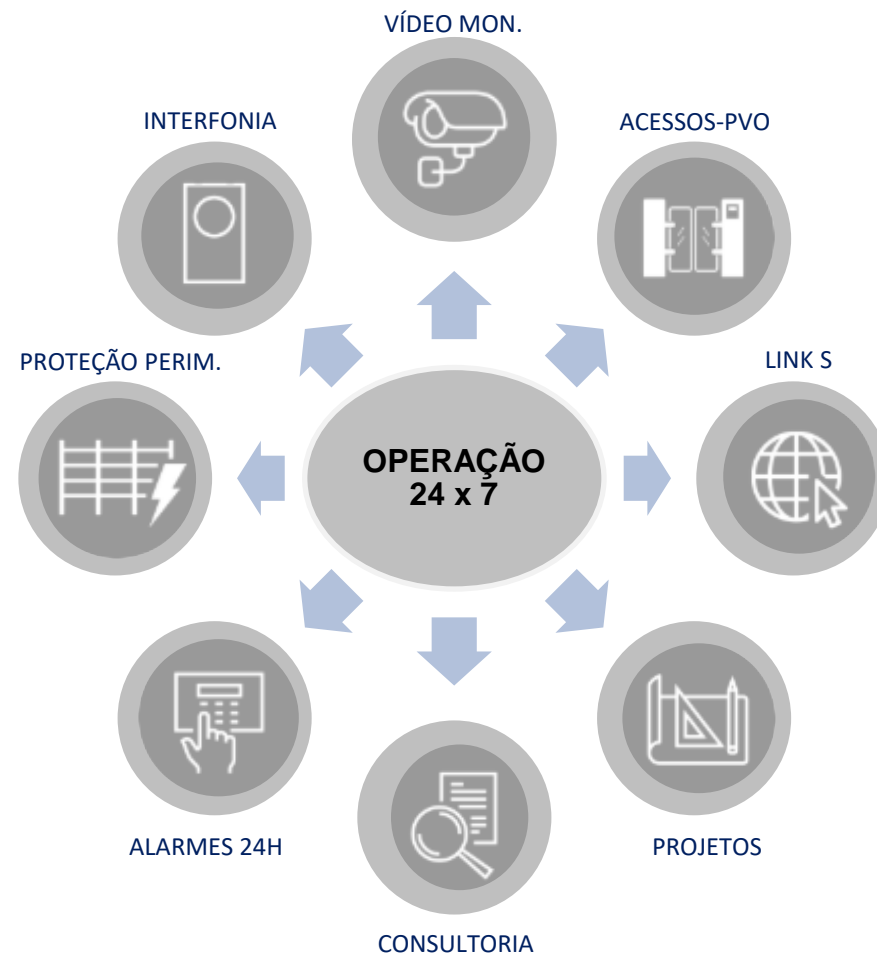 VÍDEO MON.
INTERFONIA
ACESSOS-PVO
PROTEÇÃO PERIM.
LINK S
OPERAÇÃO
24 x 7
ALARMES 24H
PROJETOS
CONSULTORIA